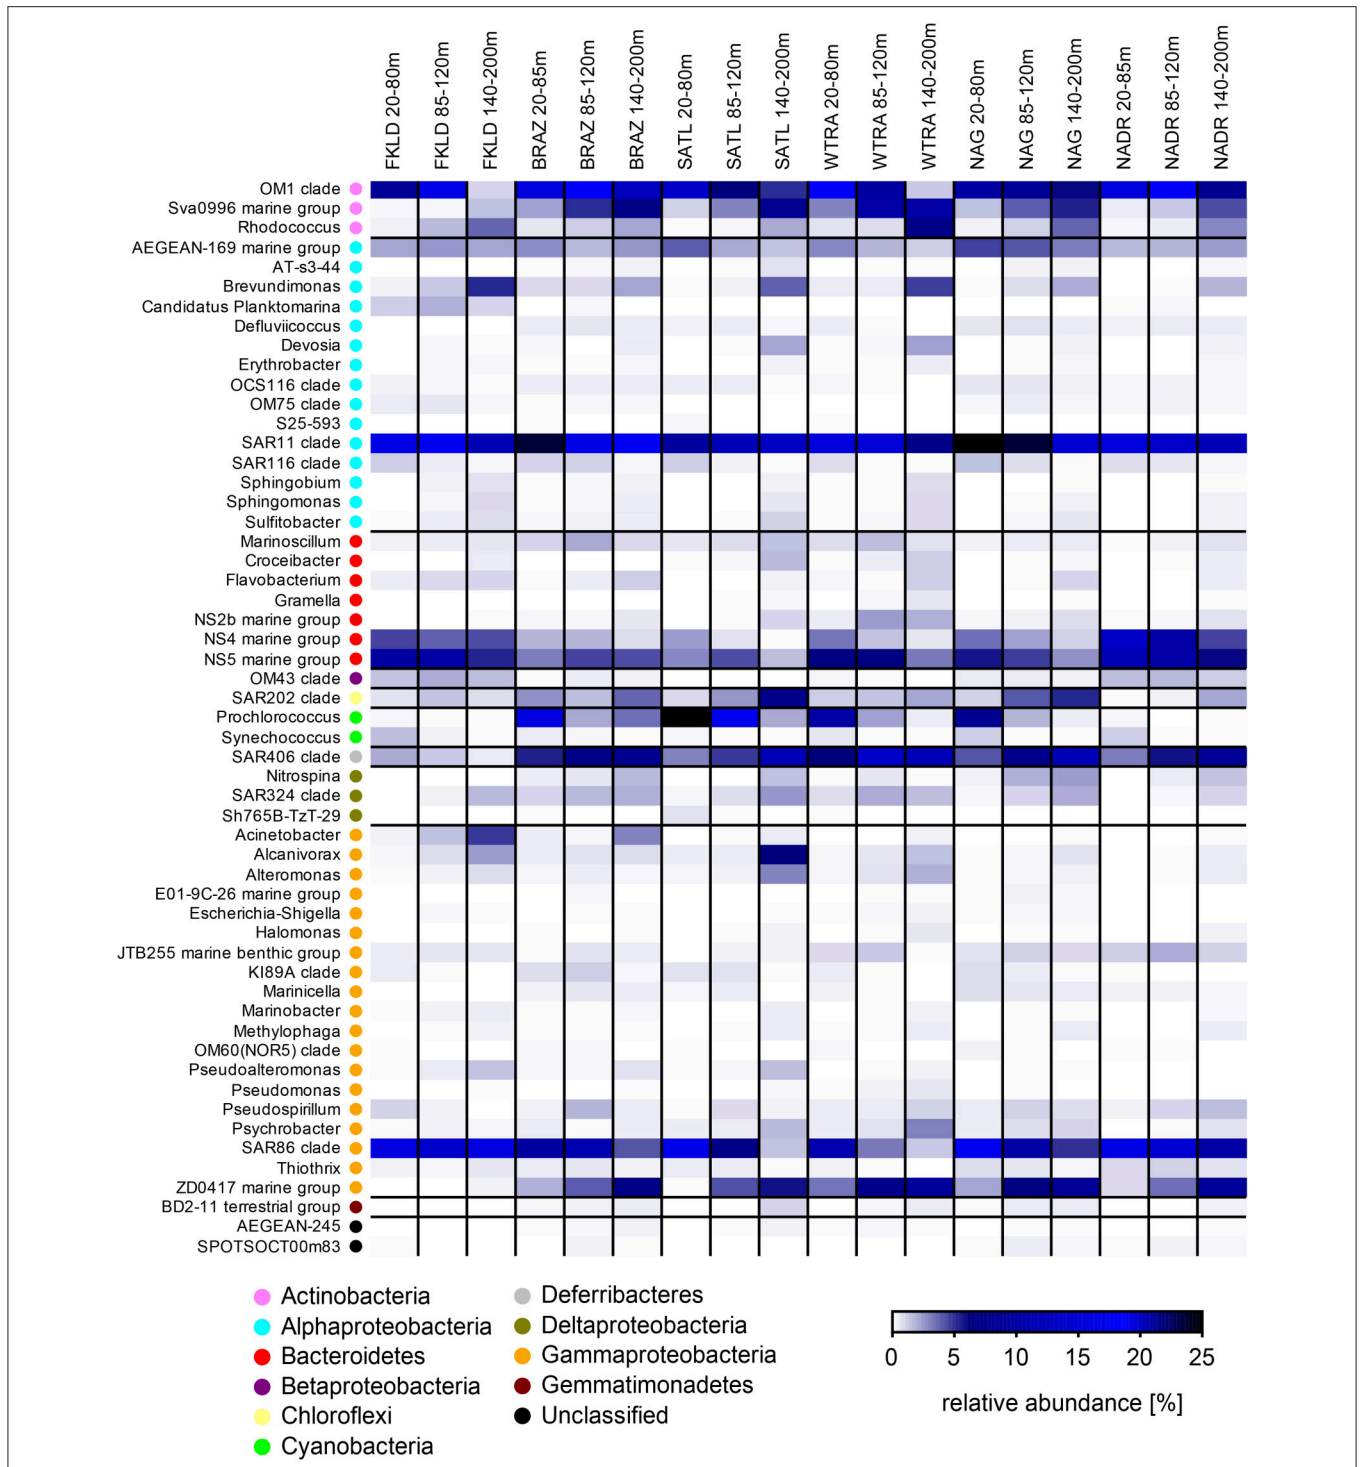 FKLD 20-80m
FKLD 85-120m
FKLD 140-200m
BRAZ 20-85m
BRAZ 85-120m
BRAZ 140-200m
SATL 20-80m
SATL 85-120m
SATL 140-200m
WTRA 20-80m
WTRA 85-120m
WTRA 140-200m
NAG 20-80m
NAG 85-120m
NAG 140-200m
NADR 20-85m
NADR 85-120m
NADR 140-200m
OM1 clade
Sva0996 marine group
Rhodococcus
AEGEAN-169 marine group
AT-s3-44
Brevundimonas
Candidatus Planktomarina
Defluviicoccus
Devosia
Erythrobacter
OCS116 clade
OM75 clade
S25-593
SAR11 clade
SAR116 clade
Sphingobium
Sphingomonas
Sulfitobacter
Marinoscillum
Croceibacter
Flavobacterium
Gramella
NS2b marine group
NS4 marine group
NS5 marine group
OM43 clade
SAR202 clade
Prochlorococcus
Synechococcus
SAR406 clade
Nitrospina
SAR324 clade
Sh765B-TzT-29
Acinetobacter
Alcanivorax
Alteromonas
E01-9C-26 marine group
Escherichia-Shigella
Halomonas
JTB255 marine benthic group
KI89A clade
Marinicella
Marinobacter
Methylophaga
OM60(NOR5) clade
Pseudoalteromonas
Pseudomonas
Pseudospirillum
Psychrobacter
SAR86 clade
Thiothrix
ZD0417 marine group
BD2-11 terrestrial group
AEGEAN-245
SPOTSOCT00m83
Actinobacteria
Alphaproteobacteria
Bacteroidetes
Betaproteobacteria
Chloroflexi
Cyanobacteria
Deferribacteres
Deltaproteobacteria
Gammaproteobacteria
Gemmatimonadetes
Unclassified
0 5 10 15 20 25
relative abundance [%]